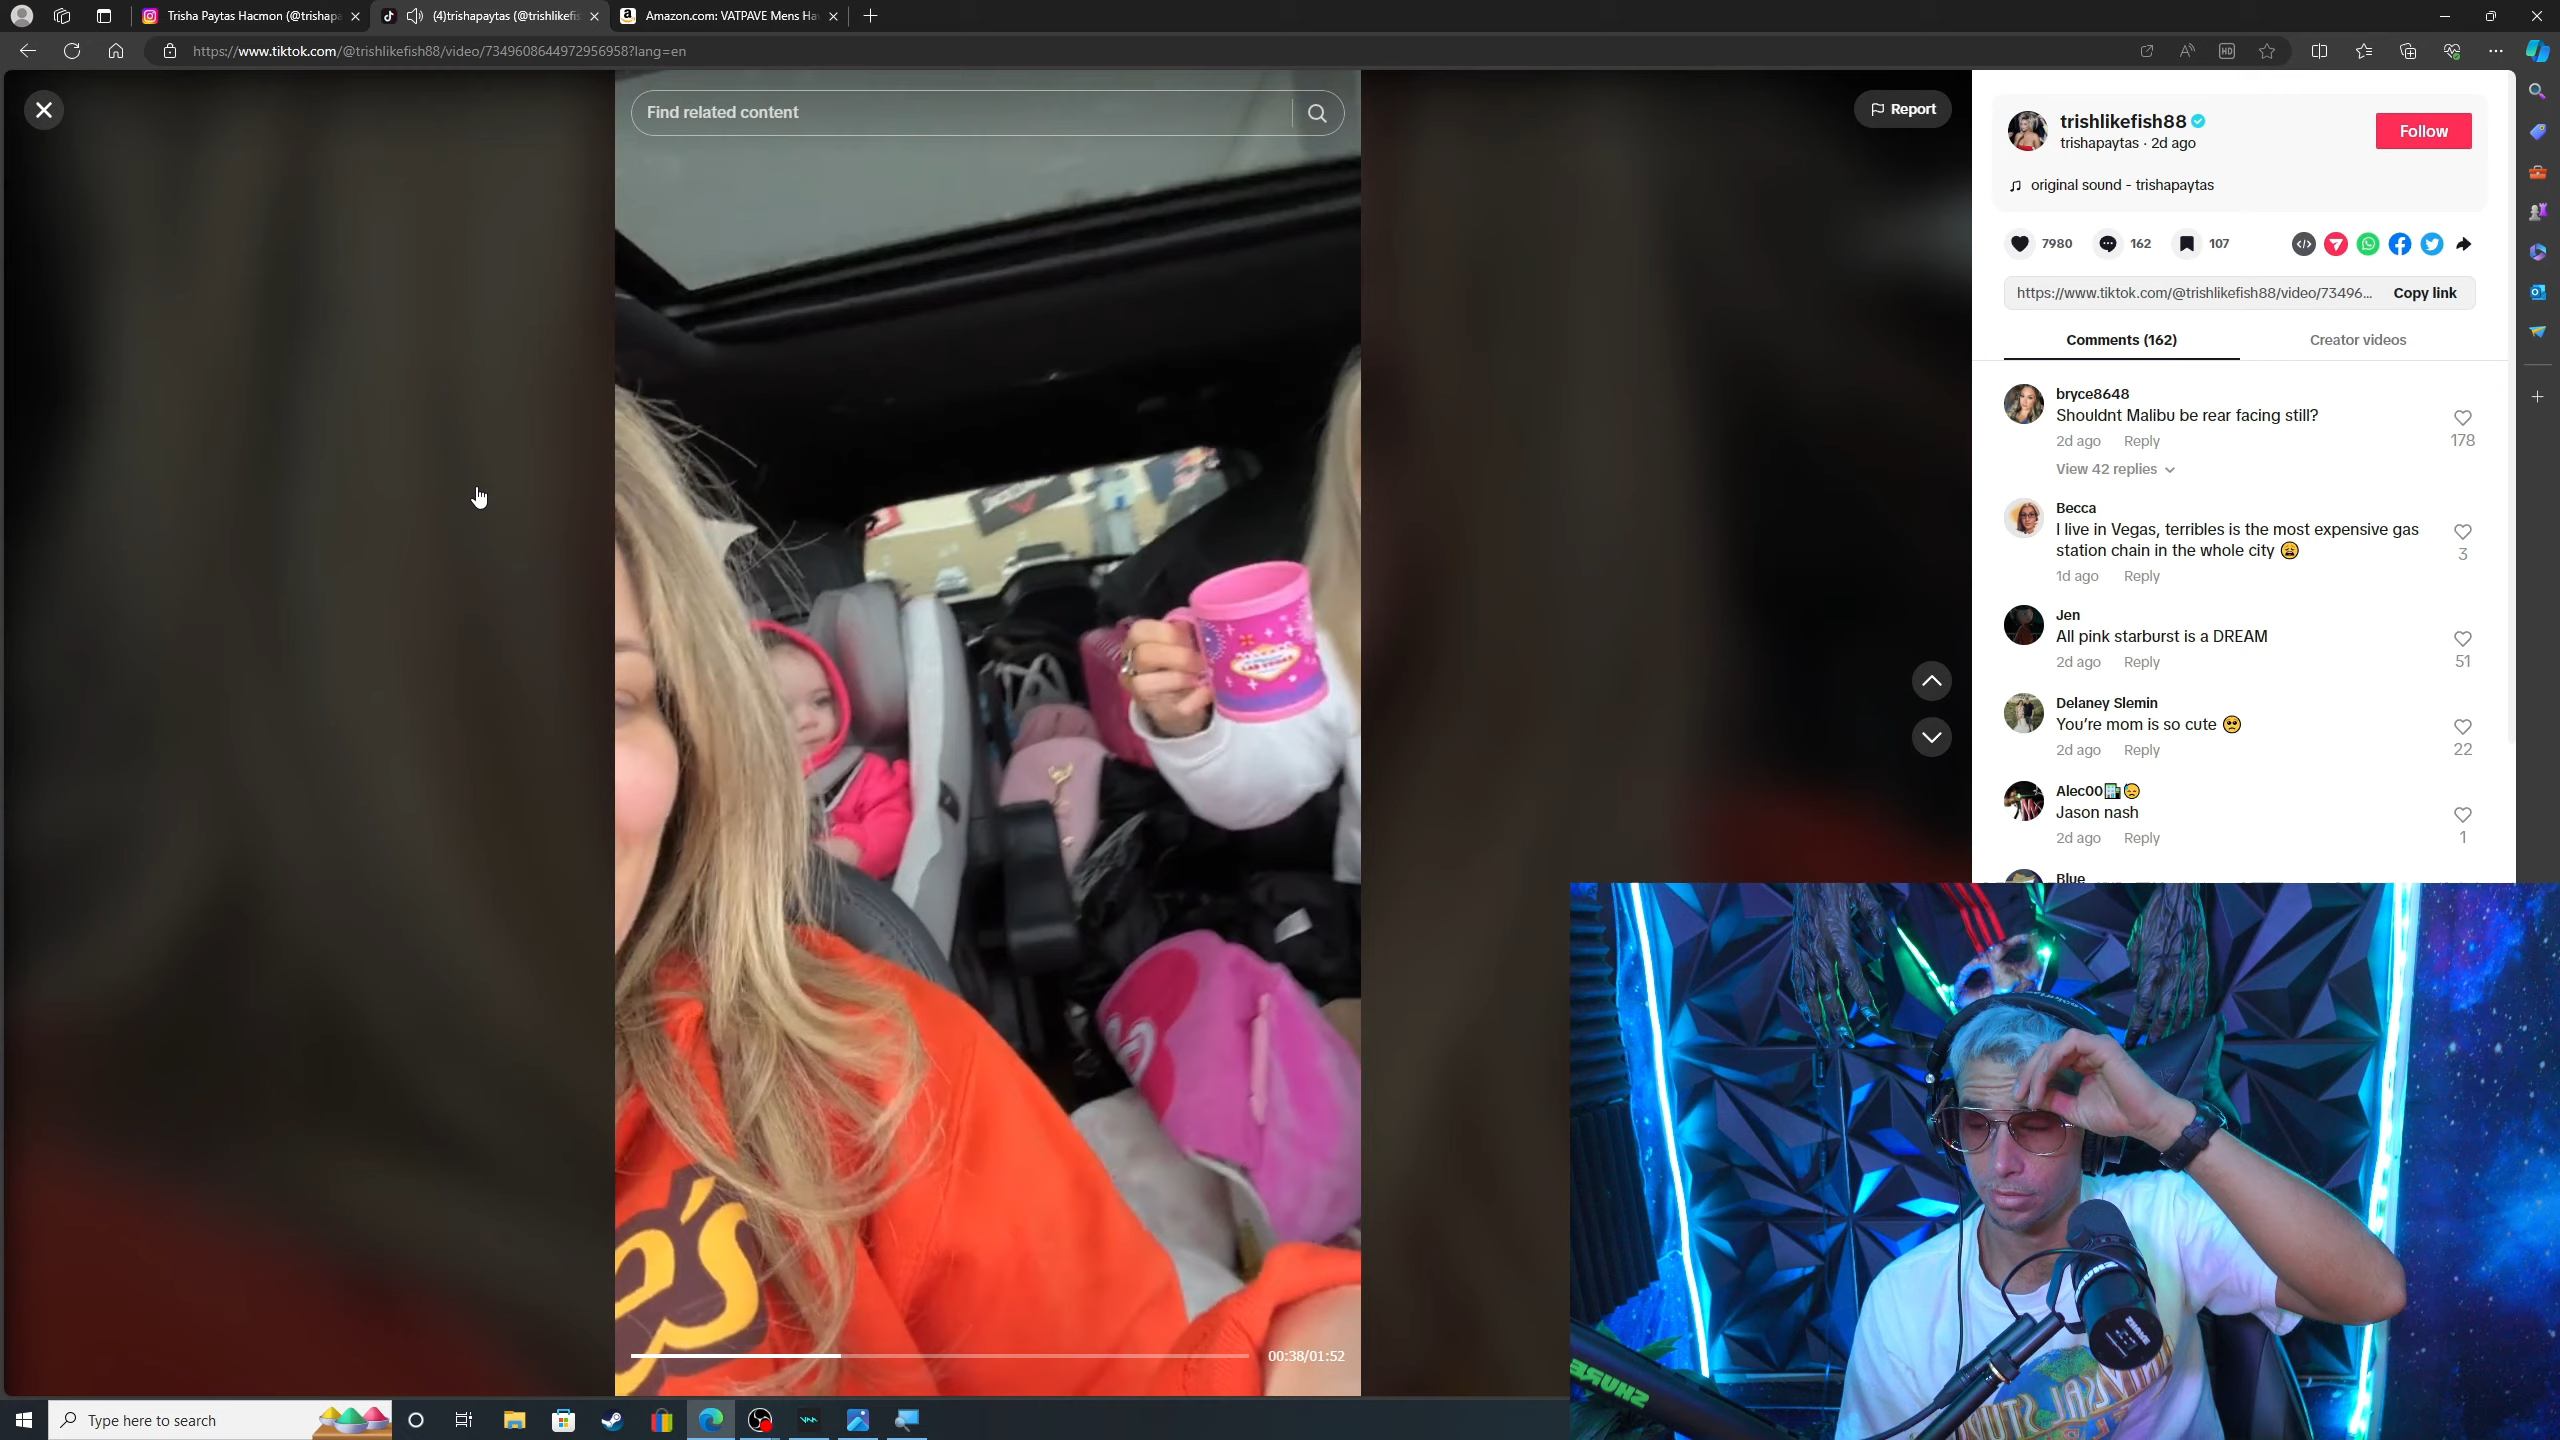 Trisha Paytas Hacmon (@trishapa
(4)trishapaytas (@trishlikefis
Amazon.com: VATPAVE Mens Ha
https://www.tiktok.com/@trishlikefish88/video/7349608644972956958?lang=en
Find related content
Report
trishlikefish88
trishapaytas · 2d ago
Follow
original sound - trishapaytas
7980
162
107
https://www.tiktok.com/@trishlikefish88/video/73496...
Copy link
Comments (162)
Creator videos
bryce8648
Shouldnt Malibu be rear facing still?
2d ago
Reply
178
View 42 replies
Becca
I live in Vegas, terribles is the most expensive gas
station chain in the whole city 😩
1d ago
Reply
3
Jen
All pink starburst is a DREAM
2d ago
Reply
51
Delaney Slemin
You're mom is so cute 🥺
2d ago
Reply
22
Alec00
Jason nash
2d ago
Reply
1
Blue
LAS VEGAS
e's
00:38/01:52
SHURE
SHURE
Type here to search